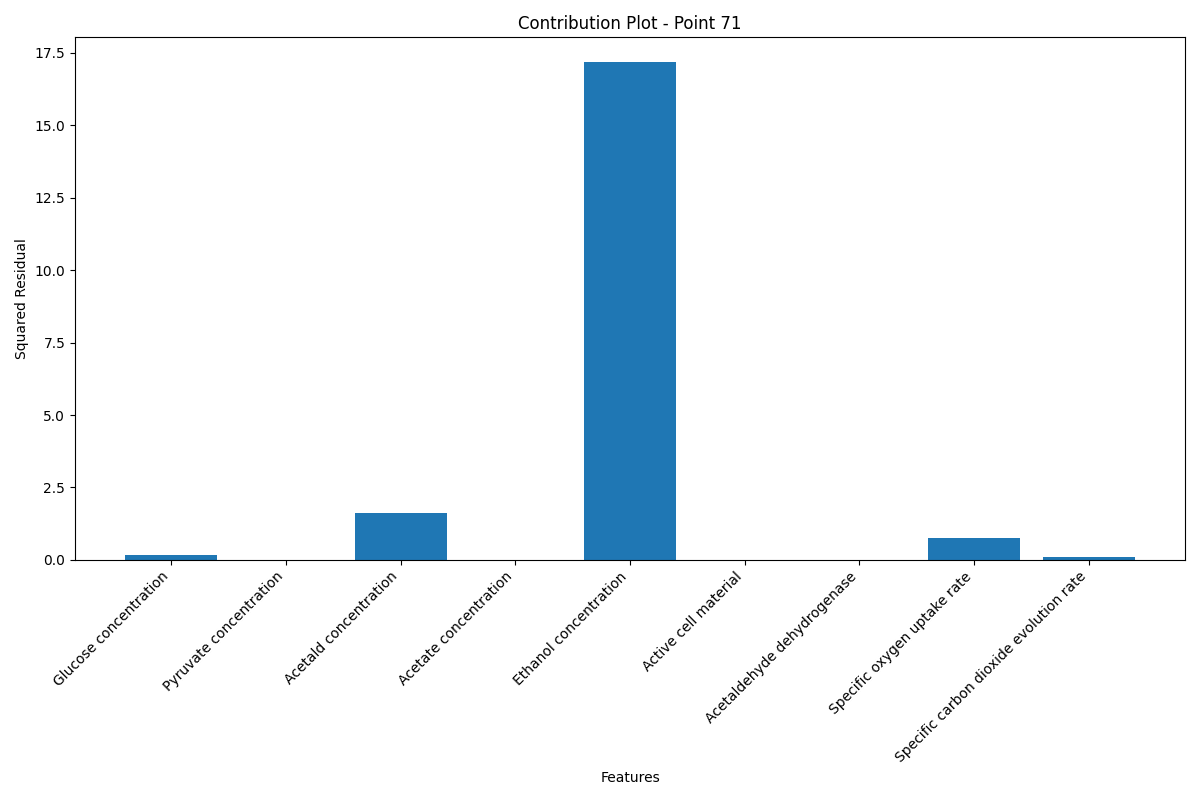 Contribution Plot - Point 71
17.5
15.0
12.5
10.0
7.5
5.0
2.5
0.0
Squared Residual
Glucose concentration
Pyruvate concentration
Acetald concentration
Acetate concentration
Ethanol concentration
Active cell material
Acetaldehyde dehydrogenase
Specific oxygen uptake rate
Specific carbon dioxide evolution rate
Features